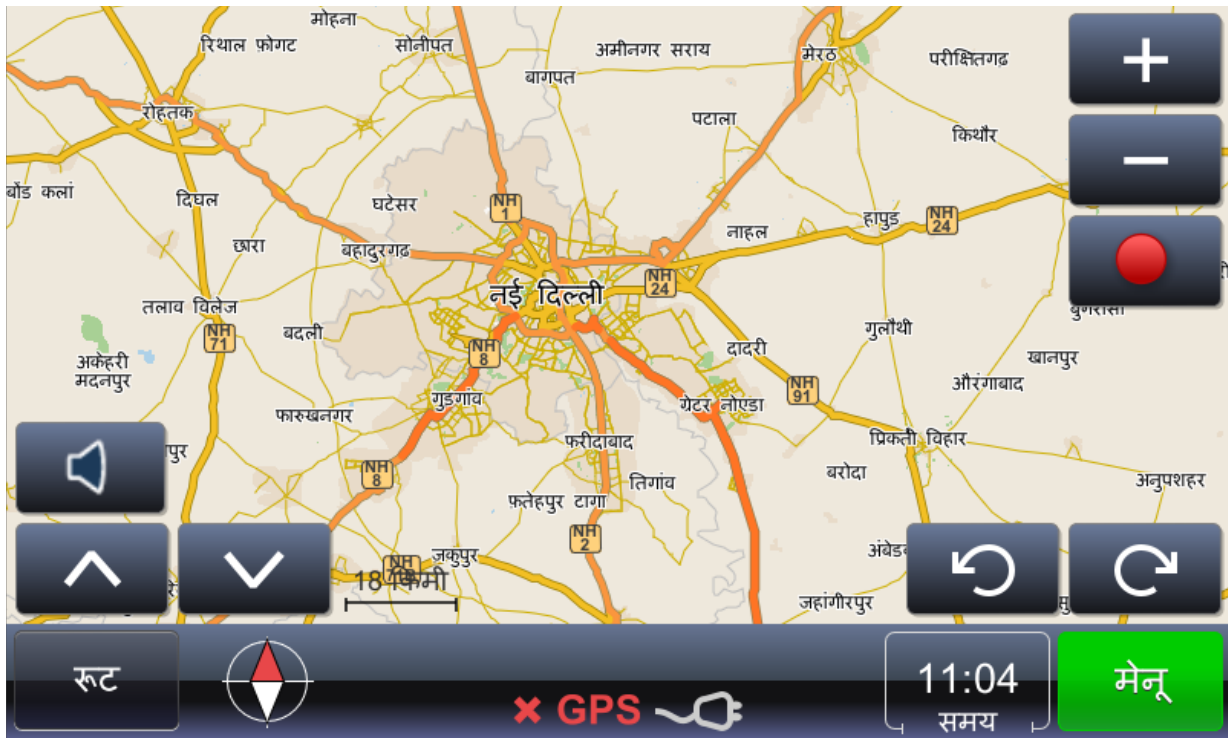 मोहना
रिथाल फ़ोगट
सोनीपत
अमीनगर सराय
मेरठ
परीक्षितगढ़
बागपत
रोहतक
पटाला
किथौर
बोंड कलां
दिघल
घटेसर
NH
1
हापुड
NH
24
नाहल
छारा
बहादुरगढ़
NH
24
नई दिल्ली
तलाव विलेज
NH
71
बदली
NH
8
गुलौथी
दादरी
अकेहरी
मदनपुर
खानपुर
औरंगाबाद
NH
91
गुडगांव
ग्रेटर नोएडा
फारुखनगर
फरीदाबाद
प्रिकती विहार
NH
8
तिगांव
बरोदा
अनुपशहर
फ़तेहपुर टागा
NH
2
जकुपुर
NH
18 किमी
जहांगीरपुर
रूट
GPS
11:04
समय
मेनू